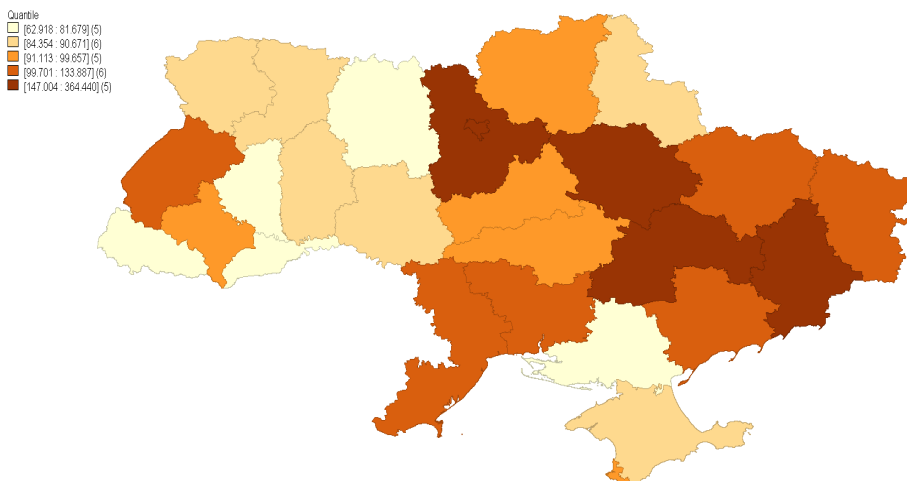 Quantile
[62.918 : 81.679] (5)
[84.354 : 90.671] (6)
[91.113 : 99.657] (5)
[99.701 : 133.887] (6)
[147.004 : 364.440] (5)